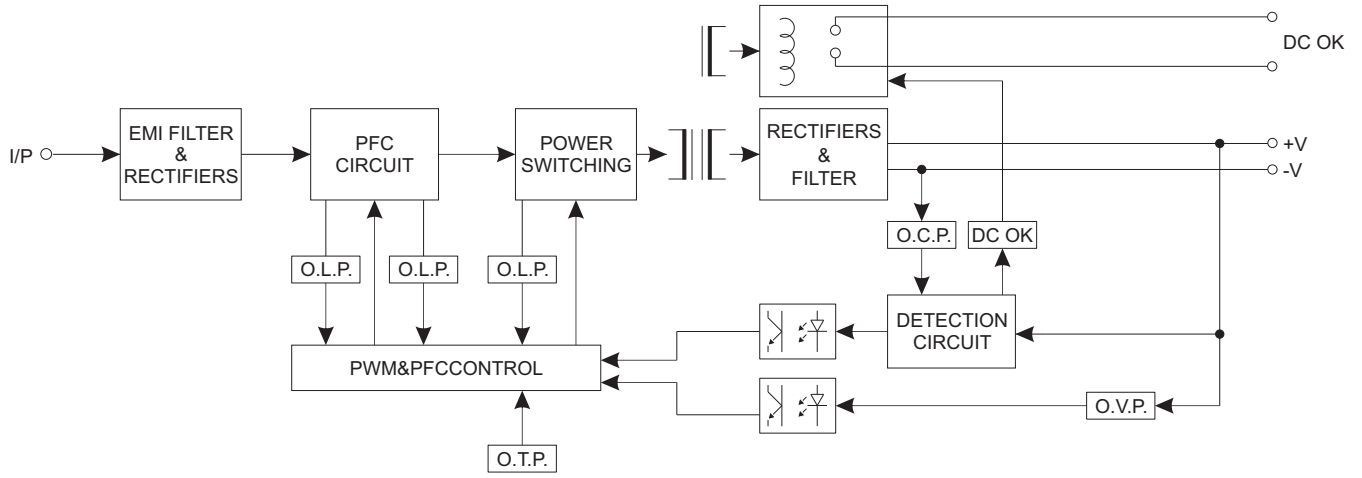 DC OK
EMI FILTER
&
RECTIFIERS
PFC
CIRCUIT
POWER
SWITCHING
RECTIFIERS
&
FILTER
I/P
+V
-V
O.C.P.
DC OK
O.L.P.
O.L.P.
O.L.P.
DETECTION
CIRCUIT
PWM&PFCCONTROL
O.V.P.
O.T.P.